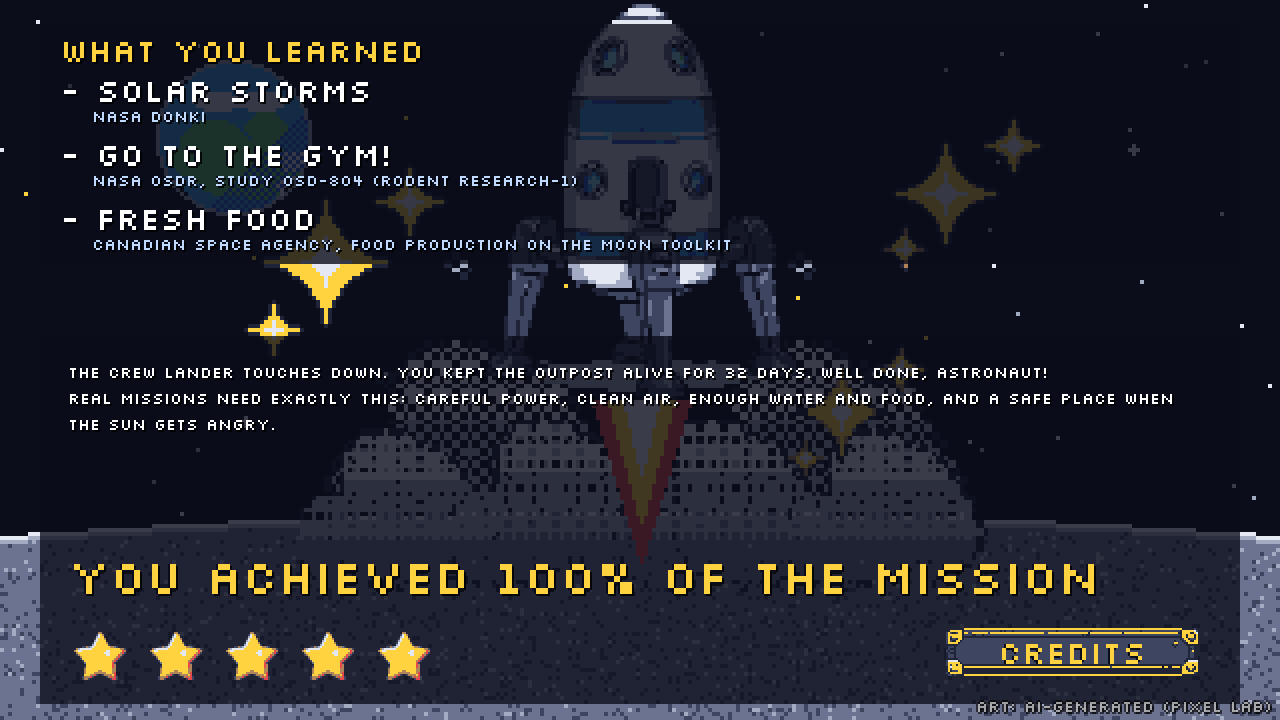 WHAT YOU LEARNED
- SOLAR STORMS
NASA DONKI
- GO TO THE GYM!
NASA OSDR, STUDY OSD-804 (RODENT RESEARCH-1)
- FRESH FOOD
CANADIAN SPACE AGENCY, FOOD PRODUCTION ON THE MOON TOOLKIT
THE CREW LANDER TOUCHES DOWN. YOU KEPT THE OUTPOST ALIVE FOR 32 DAYS. WELL DONE, ASTRONAUT!
REAL MISSIONS NEED EXACTLY THIS: CAREFUL POWER, CLEAN AIR, ENOUGH WATER AND FOOD, AND A SAFE PLACE WHEN
THE SUN GETS ANGRY.
YOU ACHIEVED 100% OF THE MISSION
CREDITS
ART: AI-GENERATED (PIXEL LAB)